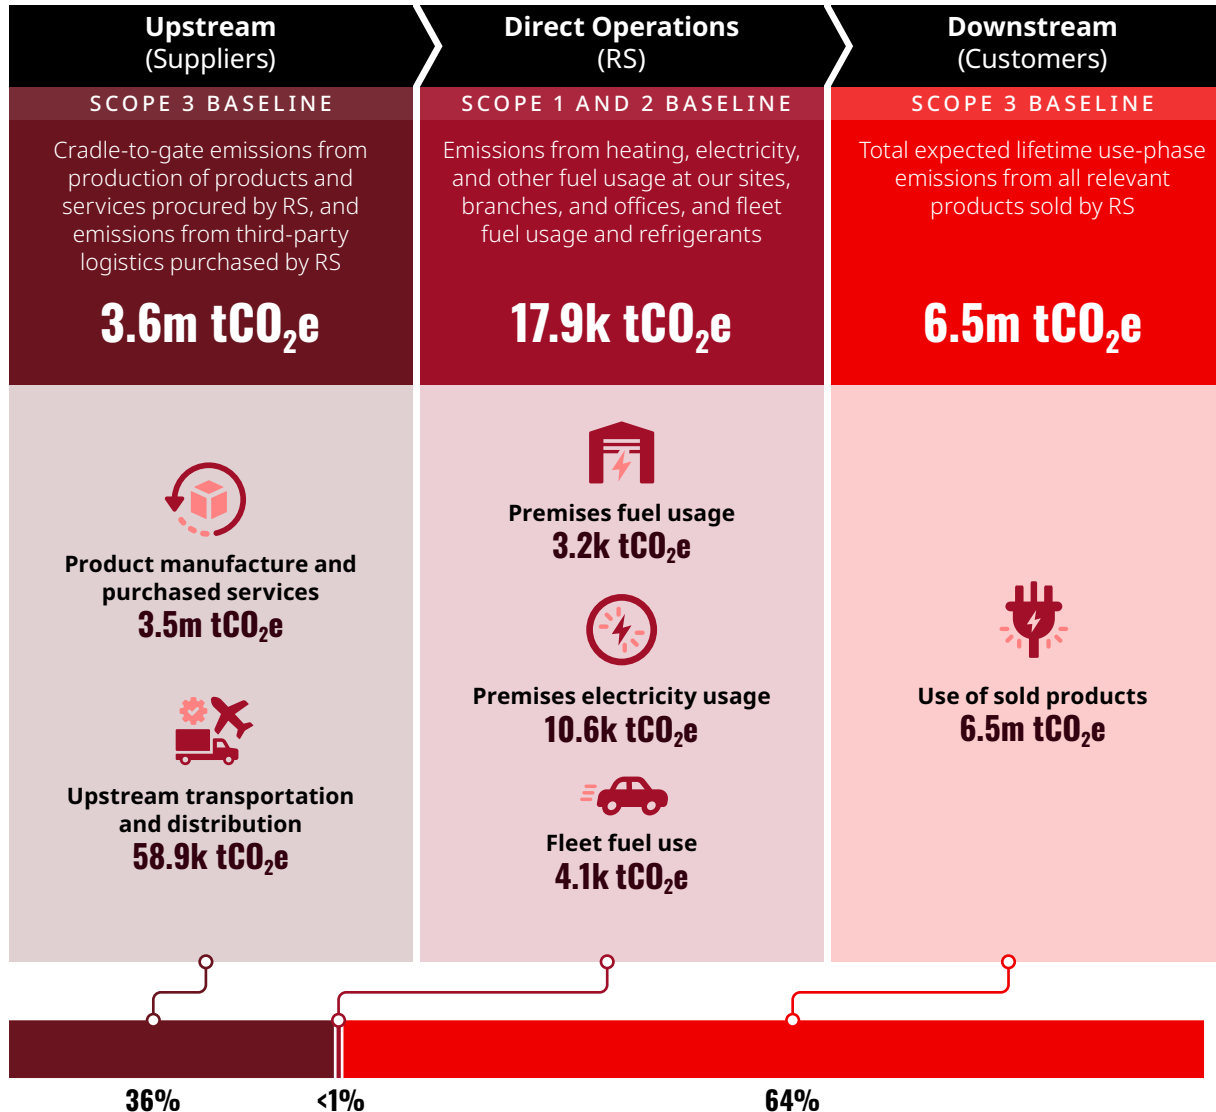 Upstream
(Suppliers)
SCOPE 3 BASELINE
Cradle-to-gate emissions from
production of products and
services procured by RS, and
emissions from third-party
logistics purchased by RS
3.6m tCO₂e
Product manufacture and
purchased services
3.5m tCO₂e
Upstream transportation
and distribution
58.9k tCO₂e
Direct Operations
(RS)
SCOPE 1 AND 2 BASELINE
Emissions from heating, electricity,
and other fuel usage at our sites,
branches, and offices, and fleet
fuel usage and refrigerants
17.9k tCO₂e
Premises fuel usage
3.2k tCO₂e
Premises electricity usage
10.6k tCO₂e
Fleet fuel use
4.1k tCO₂e
Downstream
(Customers)
SCOPE 3 BASELINE
Total expected lifetime use-phase
emissions from all relevant
products sold by RS
6.5m tCO₂e
Use of sold products
6.5m tCO₂e
36%
<1%
64%